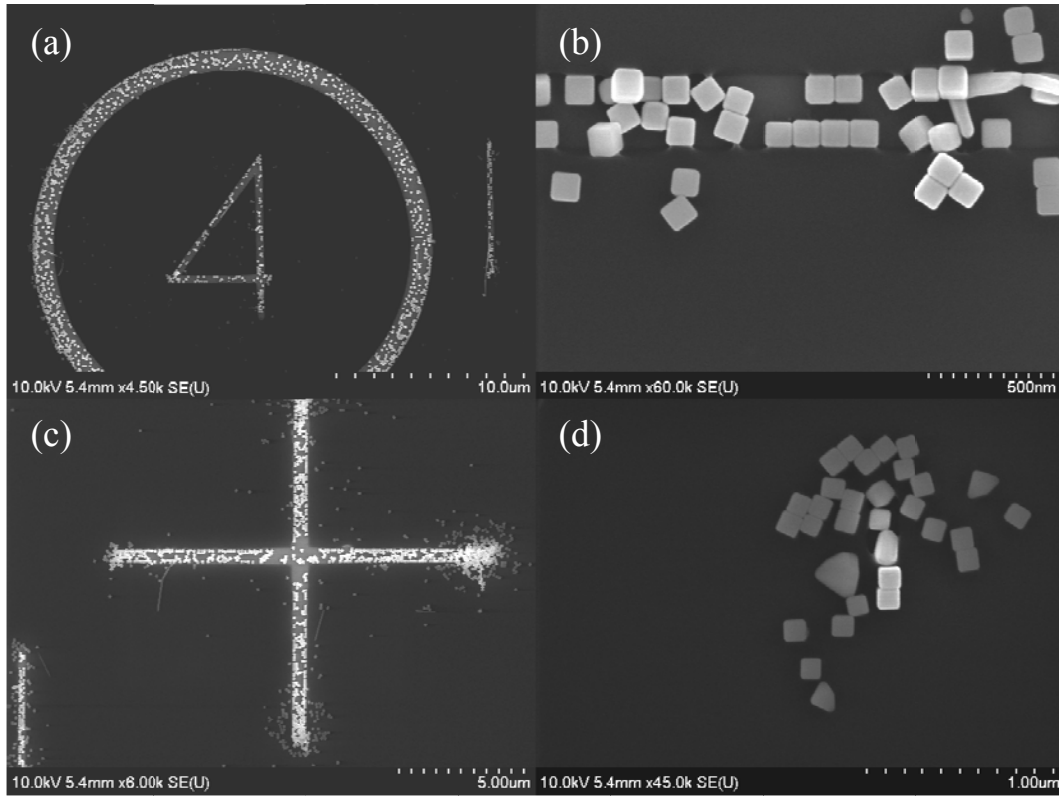 (a)
4
10.0kV 5.4mm x4.50k SE(U)
10.0um
(b)
10.0kV 5.4mm x60.0k SE(U)
500nm
(c)
10.0kV 5.4mm x6.00k SE(U)
5.00um
(d)
10.0kV 5.4mm x45.0k SE(U)
1.00um